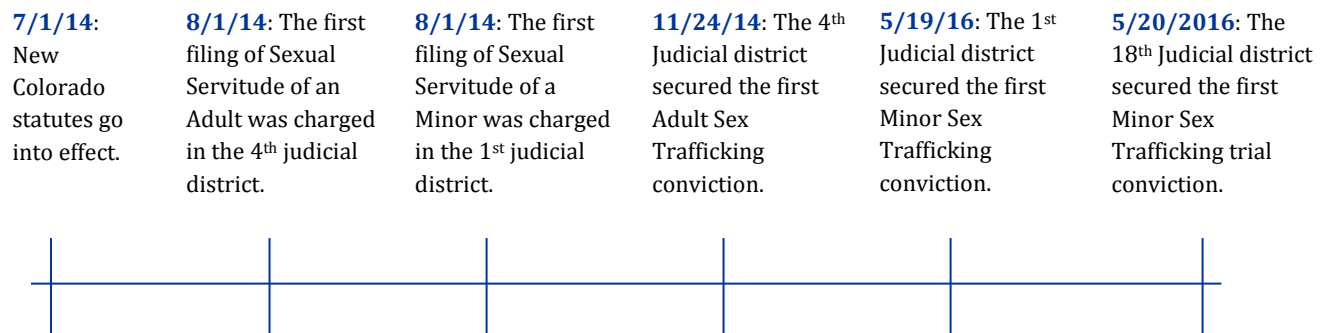 7/1/14:
New
Colorado
statutes go
into effect.
8/1/14: The first
filing of Sexual
Servitude of an
Adult was charged
in the 4th judicial
district.
8/1/14: The first
filing of Sexual
Servitude of a
Minor was charged
in the 1st judicial
district.
11/24/14: The 4th
Judicial district
secured the first
Adult Sex
Trafficking
conviction.
5/19/16: The 1st
Judicial district
secured the first
Minor Sex
Trafficking
conviction.
5/20/2016: The
18th Judicial district
secured the first
Minor Sex
Trafficking trial
conviction.